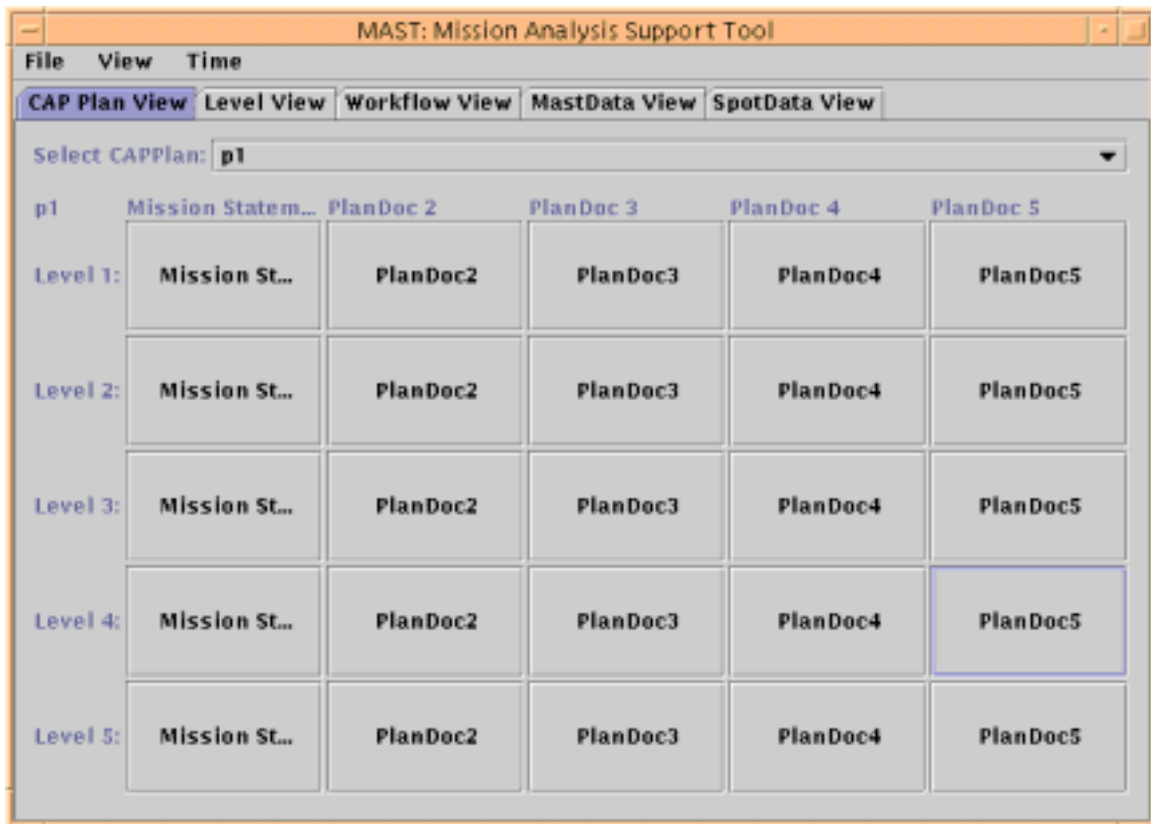 MAST: Mission Analysis Support Tool
File View Time
CAP Plan View Level View Workflow View MastData View SpotData View
Select CAPPlan: p1
p1 Mission Statem... PlanDoc 2 PlanDoc 3 PlanDoc 4 PlanDoc 5
Level 1: Mission St... PlanDoc2 PlanDoc3 PlanDoc4 PlanDoc5
Level 2: Mission St... PlanDoc2 PlanDoc3 PlanDoc4 PlanDoc5
Level 3: Mission St... PlanDoc2 PlanDoc3 PlanDoc4 PlanDoc5
Level 4: Mission St... PlanDoc2 PlanDoc3 PlanDoc4 PlanDoc5
Level 5: Mission St... PlanDoc2 PlanDoc3 PlanDoc4 PlanDoc5